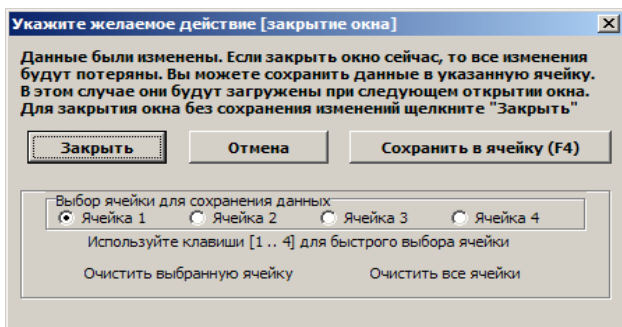 Укажите желаемое действие [закрытие окна]
Данные были изменены. Если закрыть окно сейчас, то все изменения
будут потеряны. Вы можете сохранить данные в указанную ячейку.
В этом случае они будут загружены при следующем открытии окна.
Для закрытия окна без сохранения изменений щелкните "Закрыть"
Закрыть Отмена Сохранить в ячейку (F4)
Выбор ячейки для сохранения данных
Ячейка 1 Ячейка 2 Ячейка 3 Ячейка 4
Используйте клавиши [1 .. 4] для быстрого выбора ячейки
Очистить выбранную ячейку Очистить все ячейки